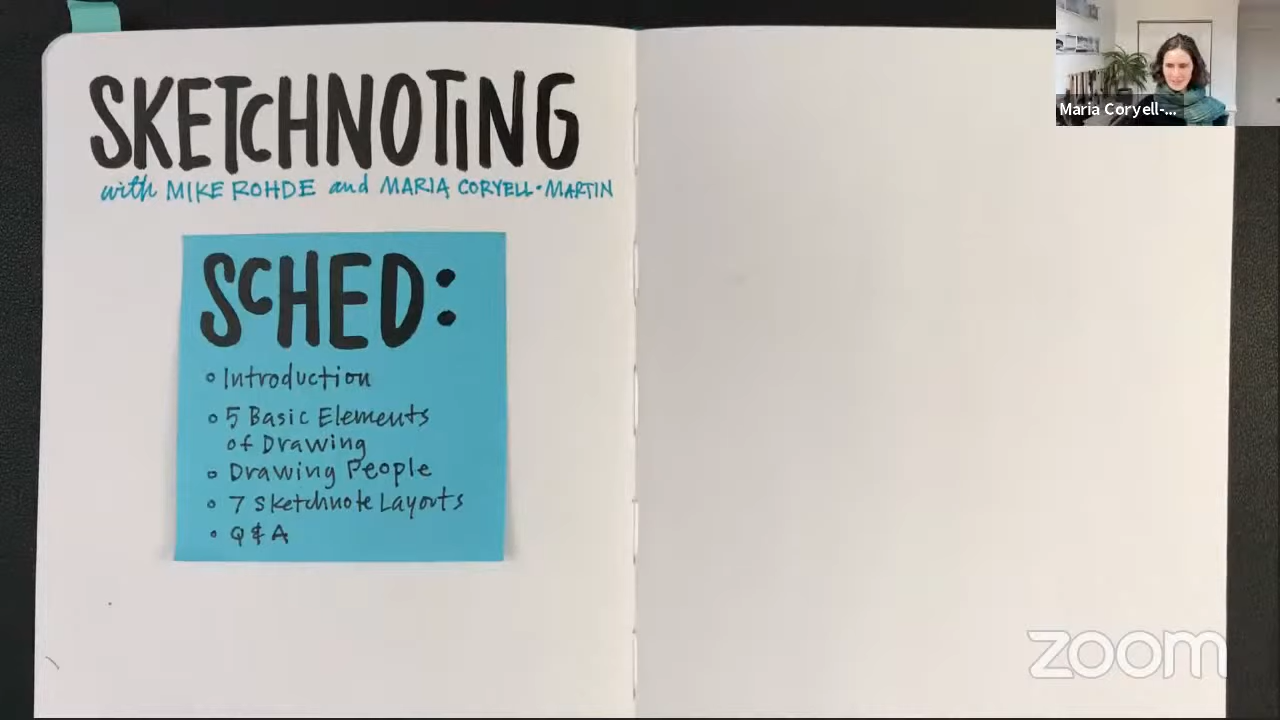 SKETCHNOTING
with MIKE ROHDE and MARIA CORYELL-MARTIN
SCHED:
Introduction
5 Basic Elements
of Drawing
Drawing People
7 Sketchnote Layouts
Q & A
Maria Coryell-...
zoom